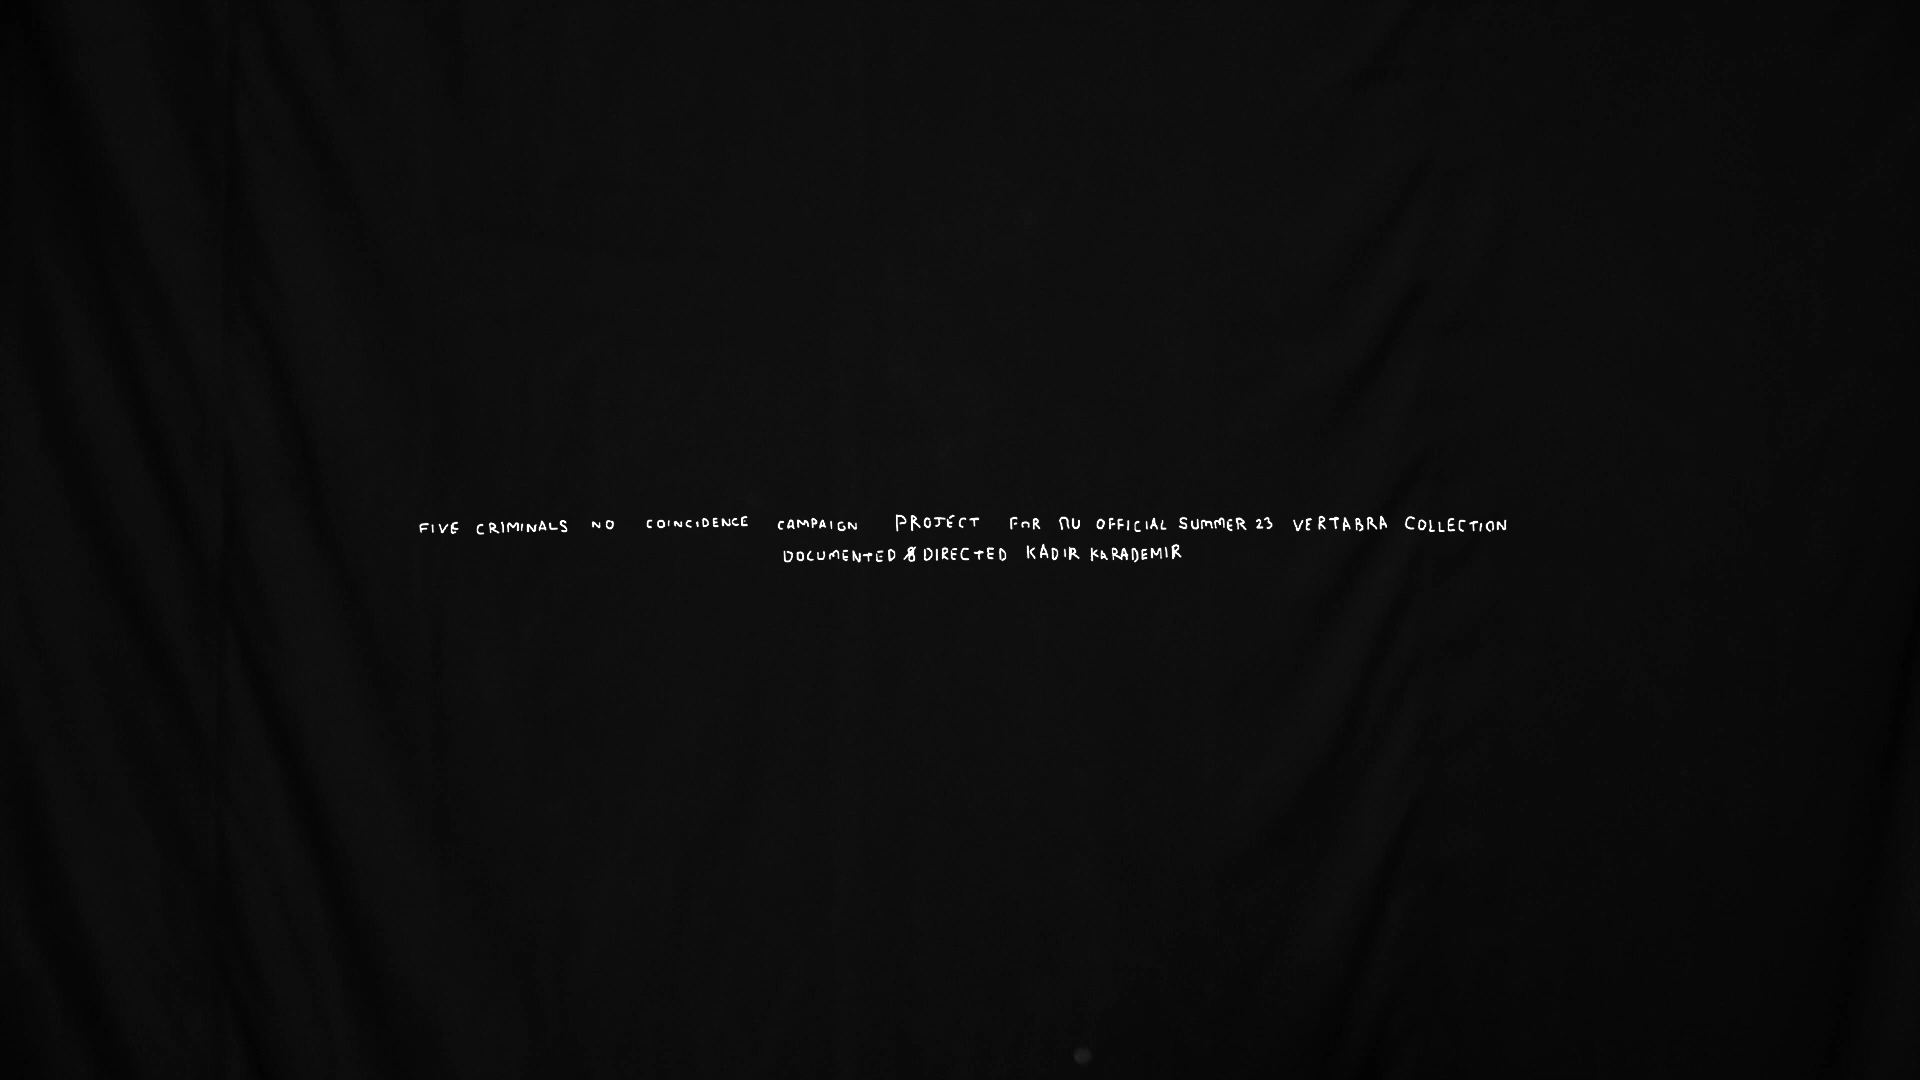 FIVE CRIMINALS NO COINCIDENCE CAMPAIGN PROJECT FOR NU OFFICIAL SUMMER 23 VERTABRA COLLECTION
DOCUMENTED & DIRECTED KADIR KARADEMIR